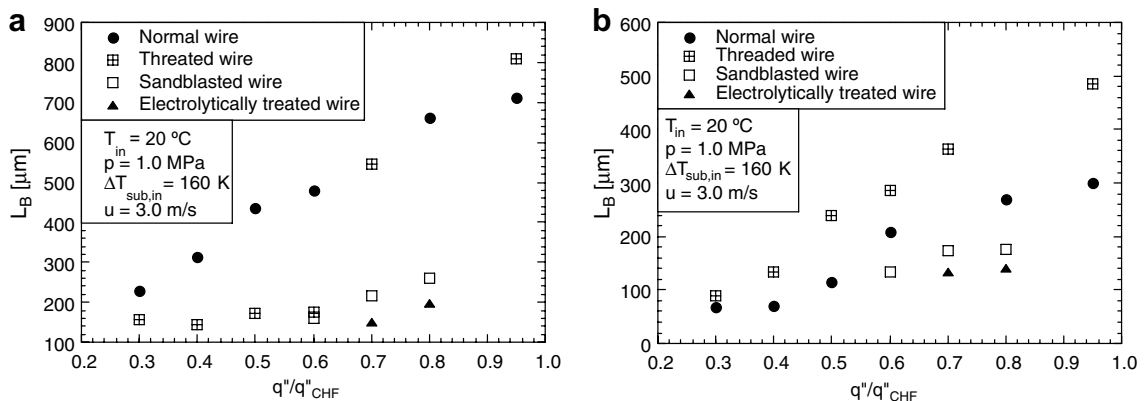 a
900
800
700
600
500
400
300
200
100
L_B [µm]
Normal wire
Threated wire
Sandblasted wire
Electrolytically treated wire
T_in = 20 ºC
p = 1.0 MPa
ΔT_sub,in = 160 K
u = 3.0 m/s
0.2 0.3 0.4 0.5 0.6 0.7 0.8 0.9 1.0
q"/q"_CHF
b
600
500
400
300
200
100
0
L_B [µm]
Normal wire
Threaded wire
Sandblasted wire
Electrolytically treated wire
T_in = 20 ºC
p = 1.0 MPa
ΔT_sub,in = 160 K
u = 3.0 m/s
0.2 0.3 0.4 0.5 0.6 0.7 0.8 0.9 1.0
q"/q"_CHF